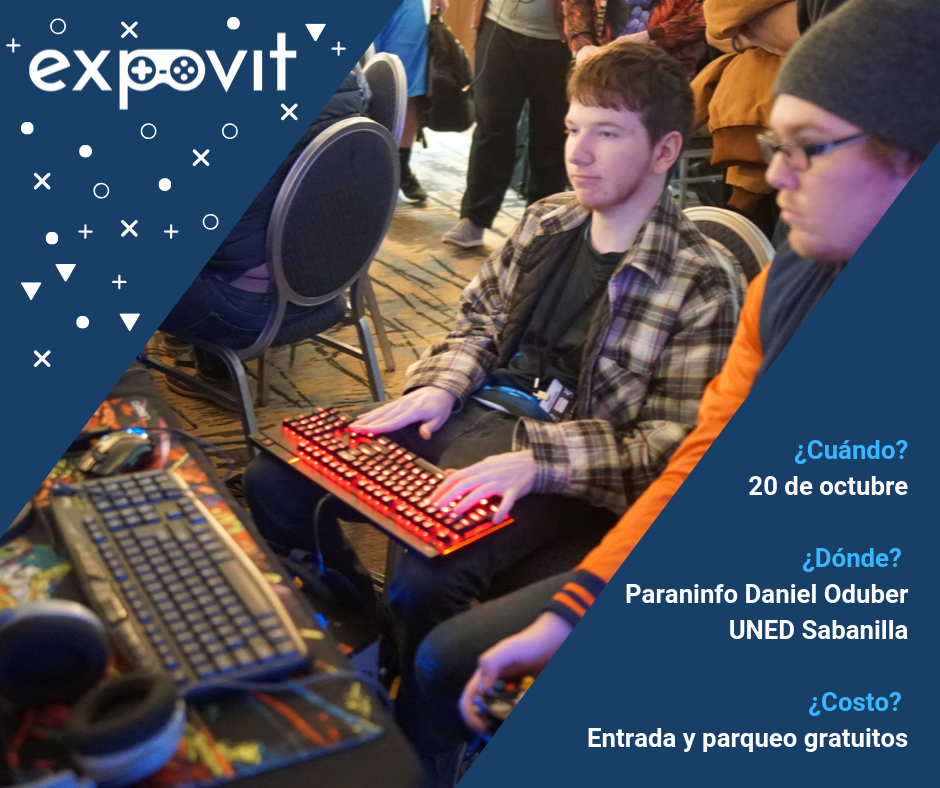 expovit
¿Cuándo?
20 de octubre
¿Dónde?
Paraninfo Daniel Oduber
UNED Sabanilla
¿Costo?
Entrada y parqueo gratuitos